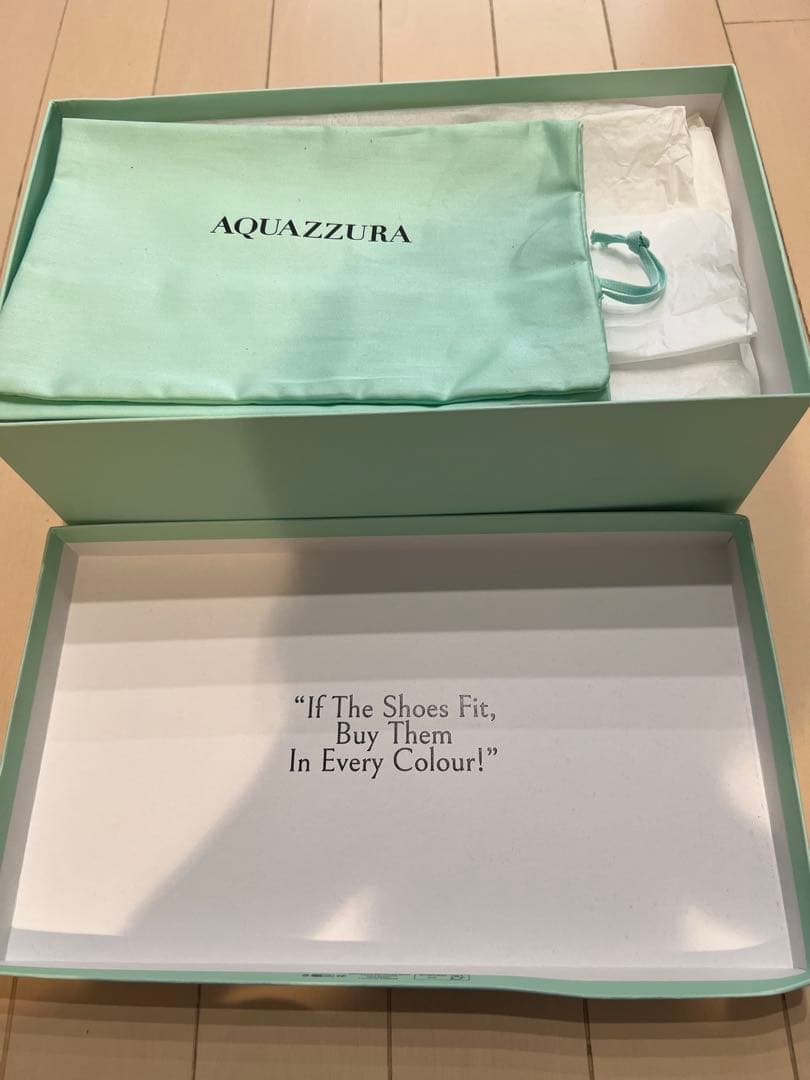 AQUAZZURA
“If The Shoes Fit,
Buy Them
In Every Colour!”